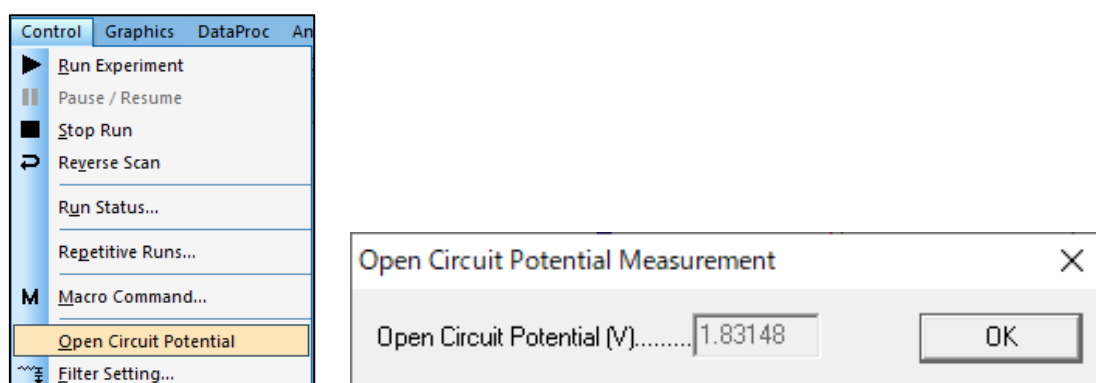 Control Graphics DataProc An
Run Experiment
Pause / Resume
Stop Run
Reverse Scan
Run Status...
Repetitive Runs...
M Macro Command...
Open Circuit Potential
Filter Setting...
Open Circuit Potential Measurement
Open Circuit Potential (V)......... 1.83148 OK